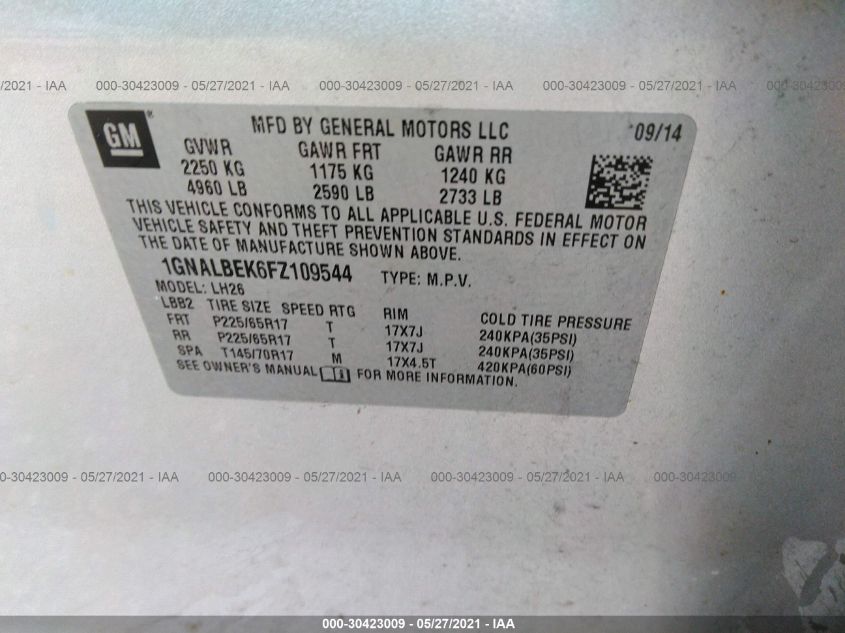 /2021 - IAA 000-30423009 - 05/27/2021 - IAA 000-30423009 - 05/27/2021 - IAA 000-30423009 - 05/27/2021 - IAA 000-3042300
GM ® MFD BY GENERAL MOTORS LLC 09/14
GVWR GAWR FRT GAWR RR
2250 KG 1175 KG 1240 KG
4960 LB 2590 LB 2733 LB
THIS VEHICLE CONFORMS TO ALL APPLICABLE U.S. FEDERAL MOTOR
VEHICLE SAFETY AND THEFT PREVENTION STANDARDS IN EFFECT ON
THE DATE OF MANUFACTURE SHOWN ABOVE.
1GNALBEK6FZ109544 TYPE: M.P.V.
MODEL: LH26
LBB2 TIRE SIZE SPEED RTG RIM COLD TIRE PRESSURE
FRT P225/65R17 T 17X7J 240KPA(35PSI)
RR P225/65R17 T 17X7J 240KPA(35PSI)
SPA T145/70R17 M 17X4.5T 420KPA(60PSI)
SEE OWNER'S MANUAL FOR MORE INFORMATION.
000-30423009 - 05/27/2021 - IAA 000-30423009 - 05/27/2021 - IAA 000-30423009 - 05/27/2021 - IAA
000-30423009 - 05/27/2021 - IAA